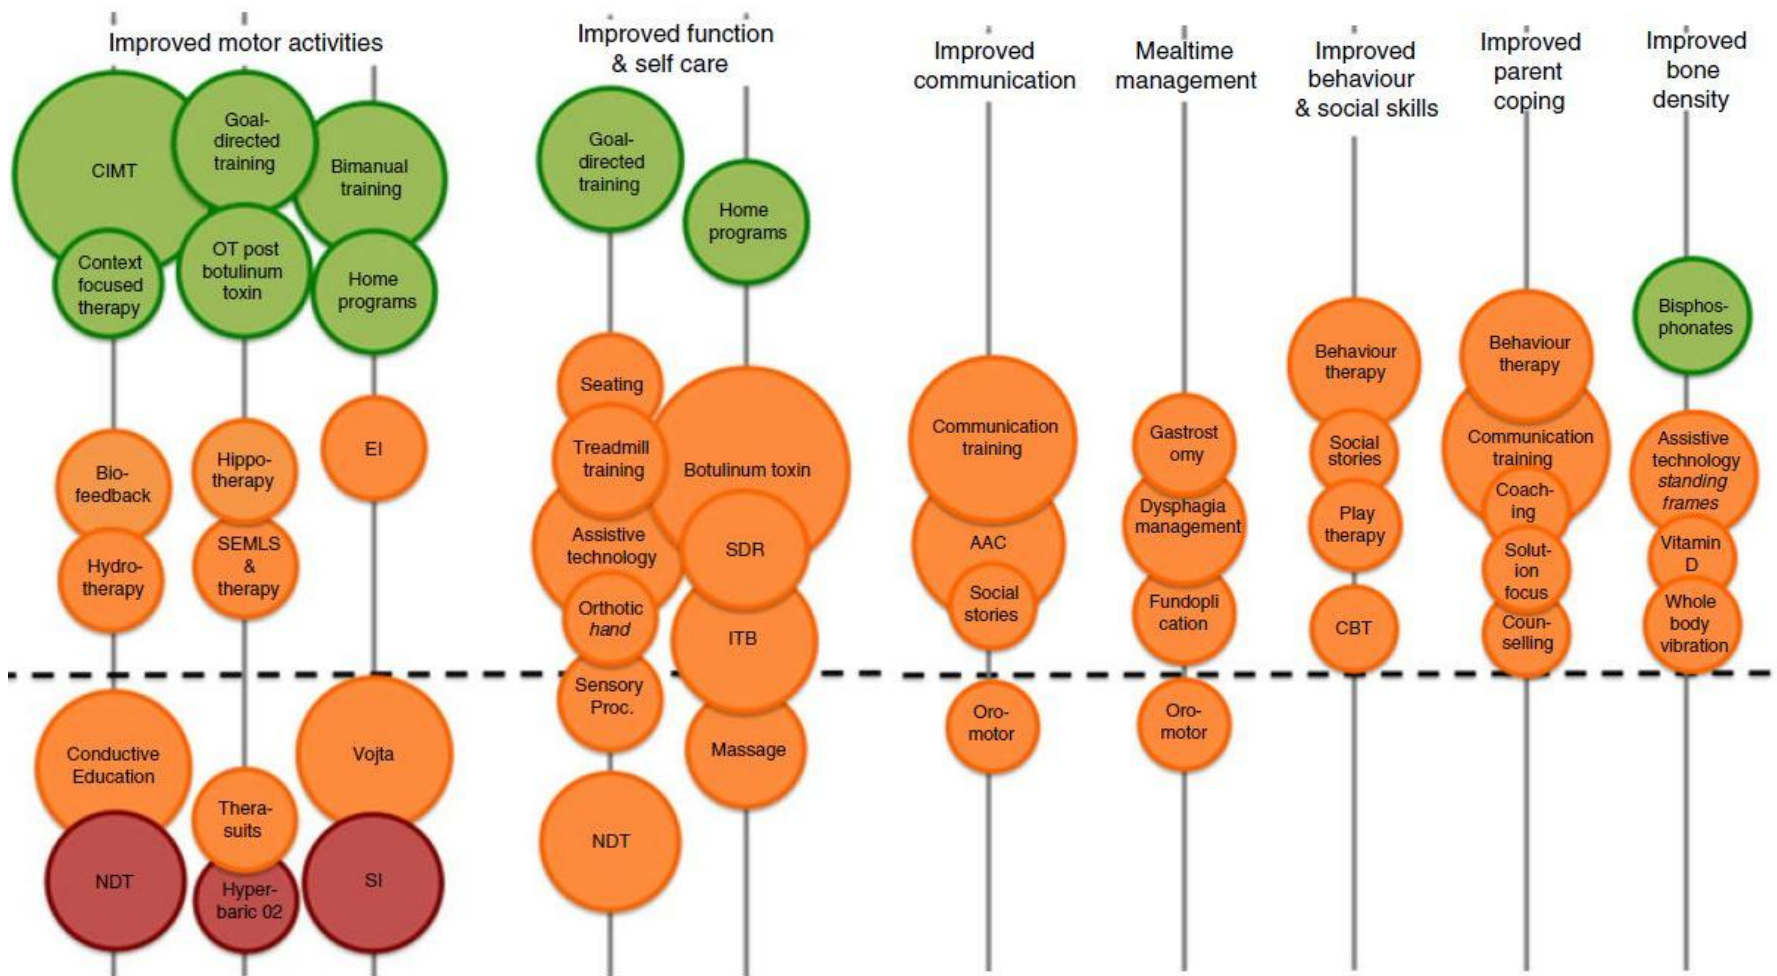 Improved motor activities
CIMT
Goal-
directed
training
Bimanual
training
Context
focused
therapy
OT post
botulinum
toxin
Home
programs
Bio-
feedback
Hippo-
therapy
EI
Hydro-
therapy
SEMLS
&
therapy
Conductive
Education
Vojta
Thera-
suits
NDT
Hyper-
baric 02
SI
Improved function
& self care
Goal-
directed
training
Home
programs
Seating
Treadmill
training
Botulinum toxin
Assistive
technology
SDR
Orthotic
hand
ITB
Sensory
Proc.
Massage
NDT
Improved
communication
Communication
training
AAC
Social
stories
Oro-
motor
Mealtime
management
Gastrost
omy
Dysphagia
management
Fundopli
cation
Oro-
motor
Improved
behaviour
& social skills
Behaviour
therapy
Social
stories
Play
therapy
CBT
Improved
parent
coping
Behaviour
therapy
Communication
training
Coach-
ing
Solut-
ion
focus
Coun-
selling
Improved
bone
density
Bisphos-
phonates
Assistive
technology
standing
frames
Vitamin
D
Whole
body
vibration